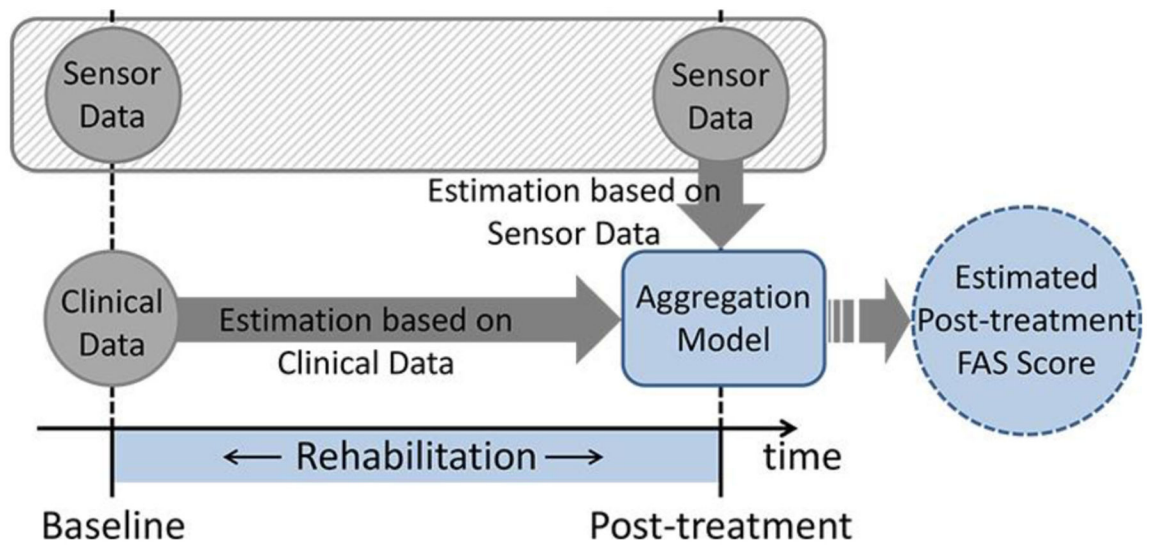 Sensor
Data
Sensor
Data
Estimation based on
Sensor Data
Clinical
Data
Estimation based on
Clinical Data
Aggregation
Model
Estimated
Post-treatment
FAS Score
Rehabilitation
time
Baseline
Post-treatment